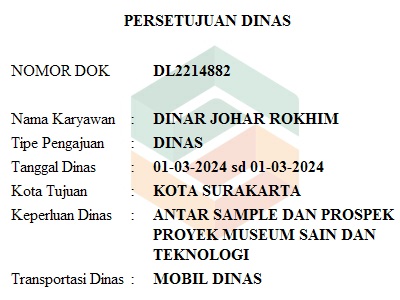 PERSETUJUAN DINAS
NOMOR DOK DL2214882
Nama Karyawan : DINAR JOHAR ROKHIM
Tipe Pengajuan : DINAS
Tanggal Dinas : 01-03-2024 sd 01-03-2024
Kota Tujuan : KOTA SURAKARTA
Keperluan Dinas : ANTAR SAMPLE DAN PROSPEK
PROYEK MUSEUM SAIN DAN
TEKNOLOGI
Transportasi Dinas : MOBIL DINAS